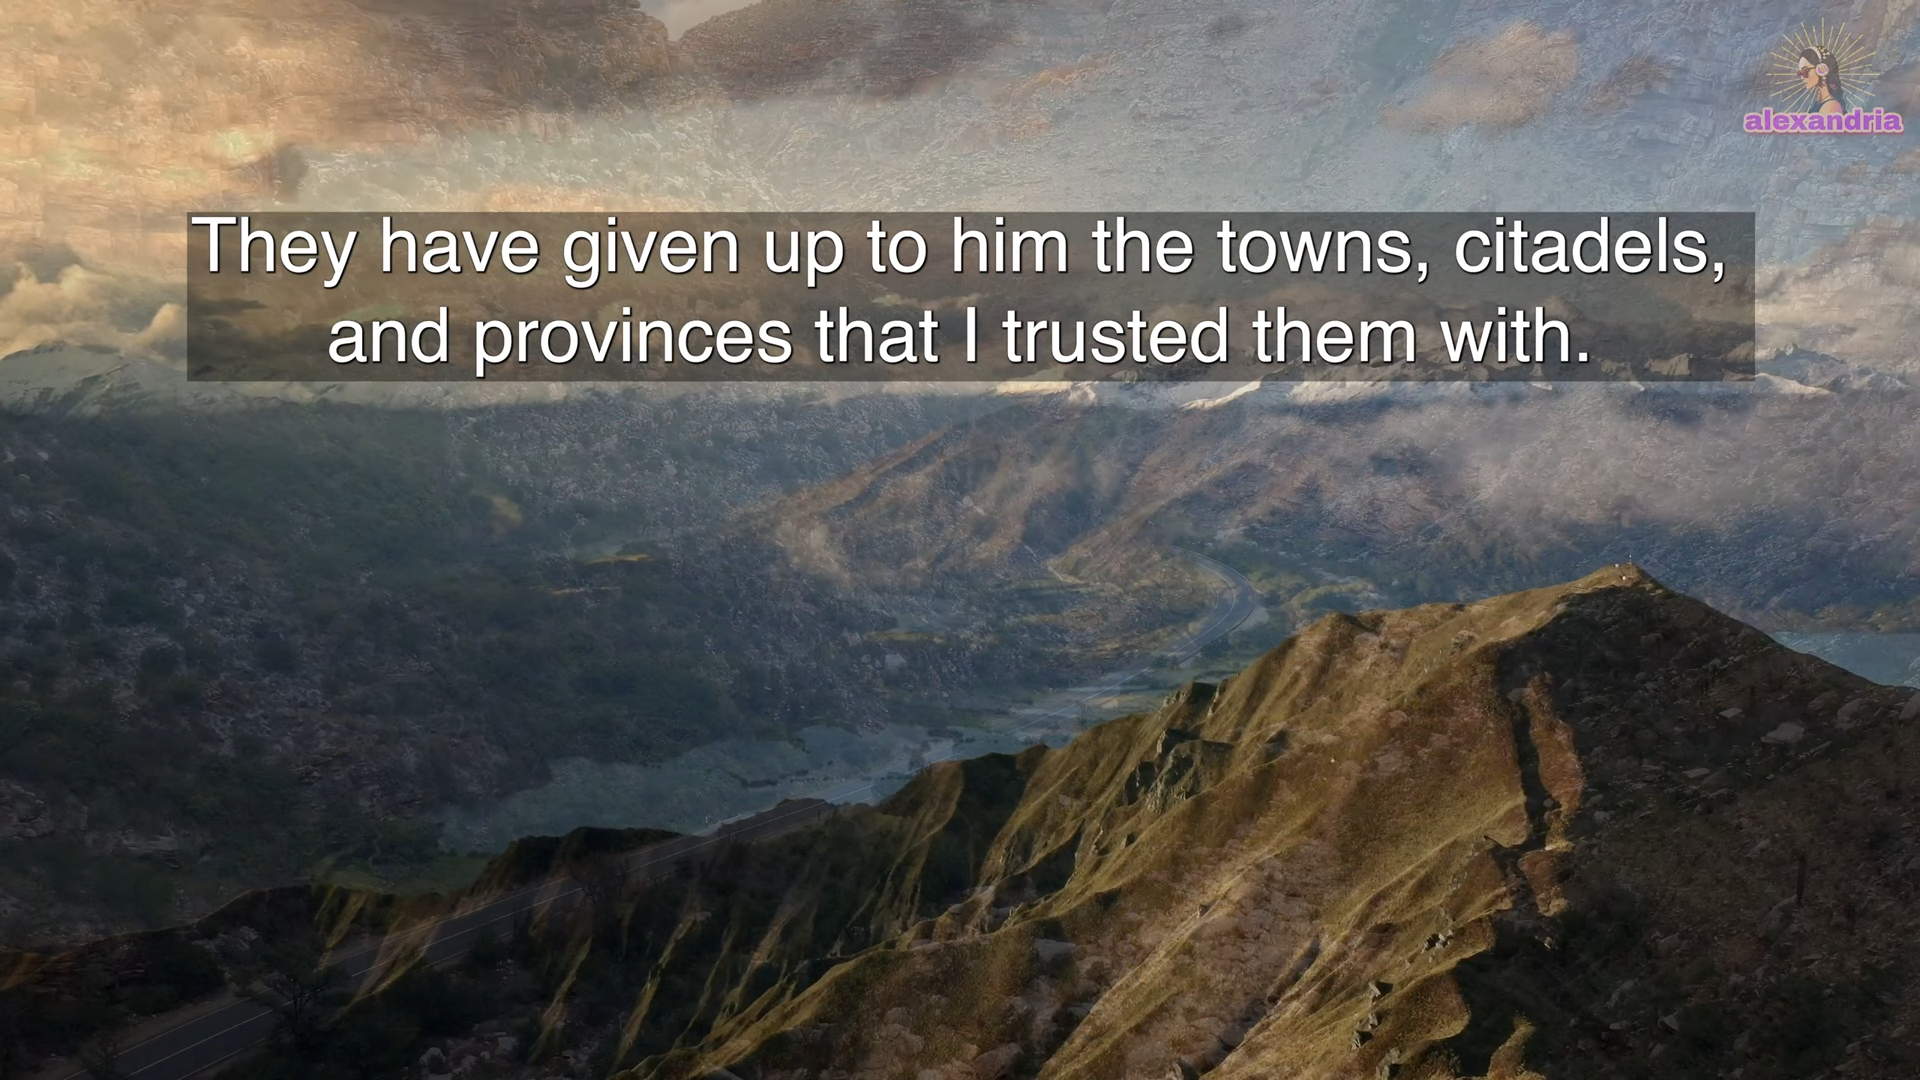 alexandria
They have given up to him the towns, citadels,
and provinces that I trusted them with.